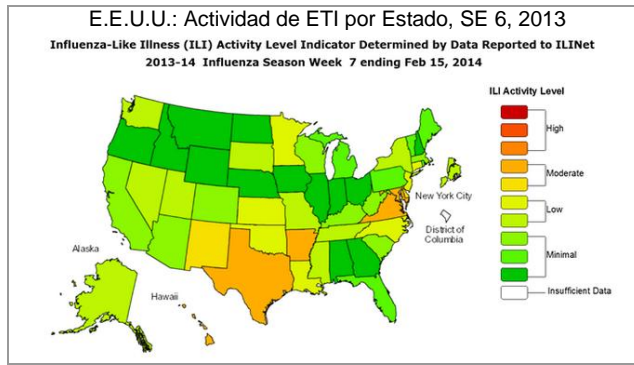 E.E.U.U.: Actividad de ETI por Estado, SE 6, 2013
Influenza-Like Illness (ILI) Activity Level Indicator Determined by Data Reported to ILINet
2013-14 Influenza Season Week 7 ending Feb 15, 2014
ILI Activity Level
High
Moderate
Low
Minimal
Insufficient Data
New York City
District of
Columbia
Alaska
Hawaii